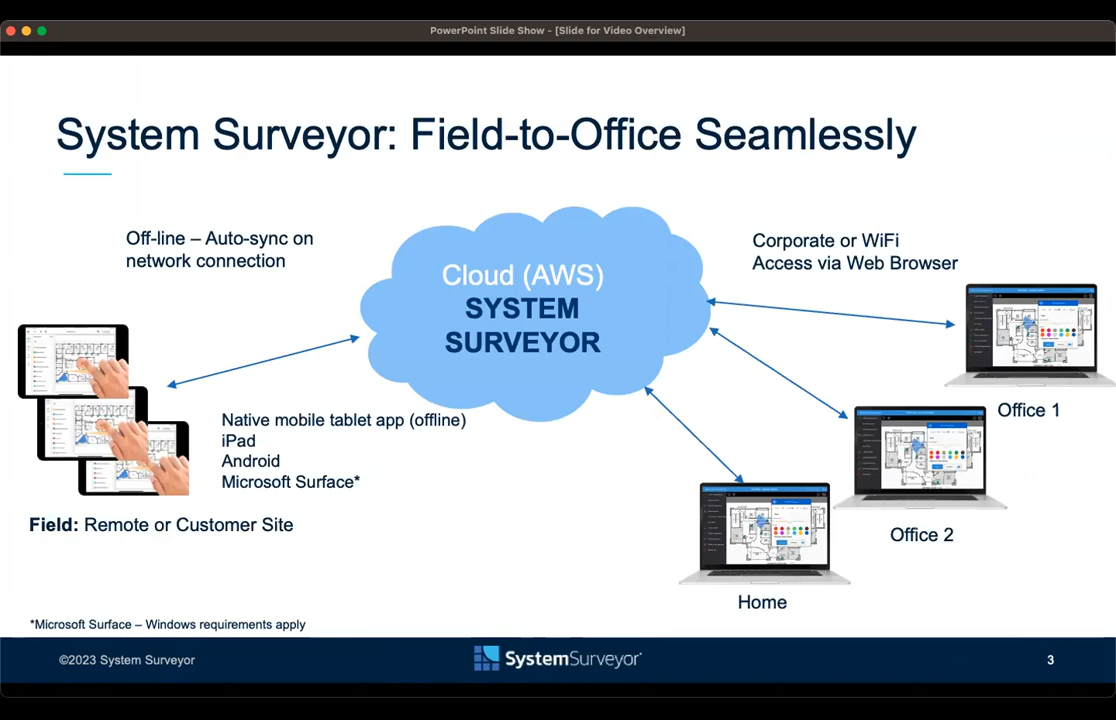 PowerPoint Slide Show - [Slide for Video Overview]
System Surveyor: Field-to-Office Seamlessly
Off-line – Auto-sync on
network connection
Cloud (AWS)
SYSTEM
SURVEYOR
Corporate or WiFi
Access via Web Browser
Office 1
Native mobile tablet app (offline)
iPad
Android
Microsoft Surface*
Field: Remote or Customer Site
Office 2
Home
*Microsoft Surface – Windows requirements apply
©2023 System Surveyor
SystemSurveyor
3